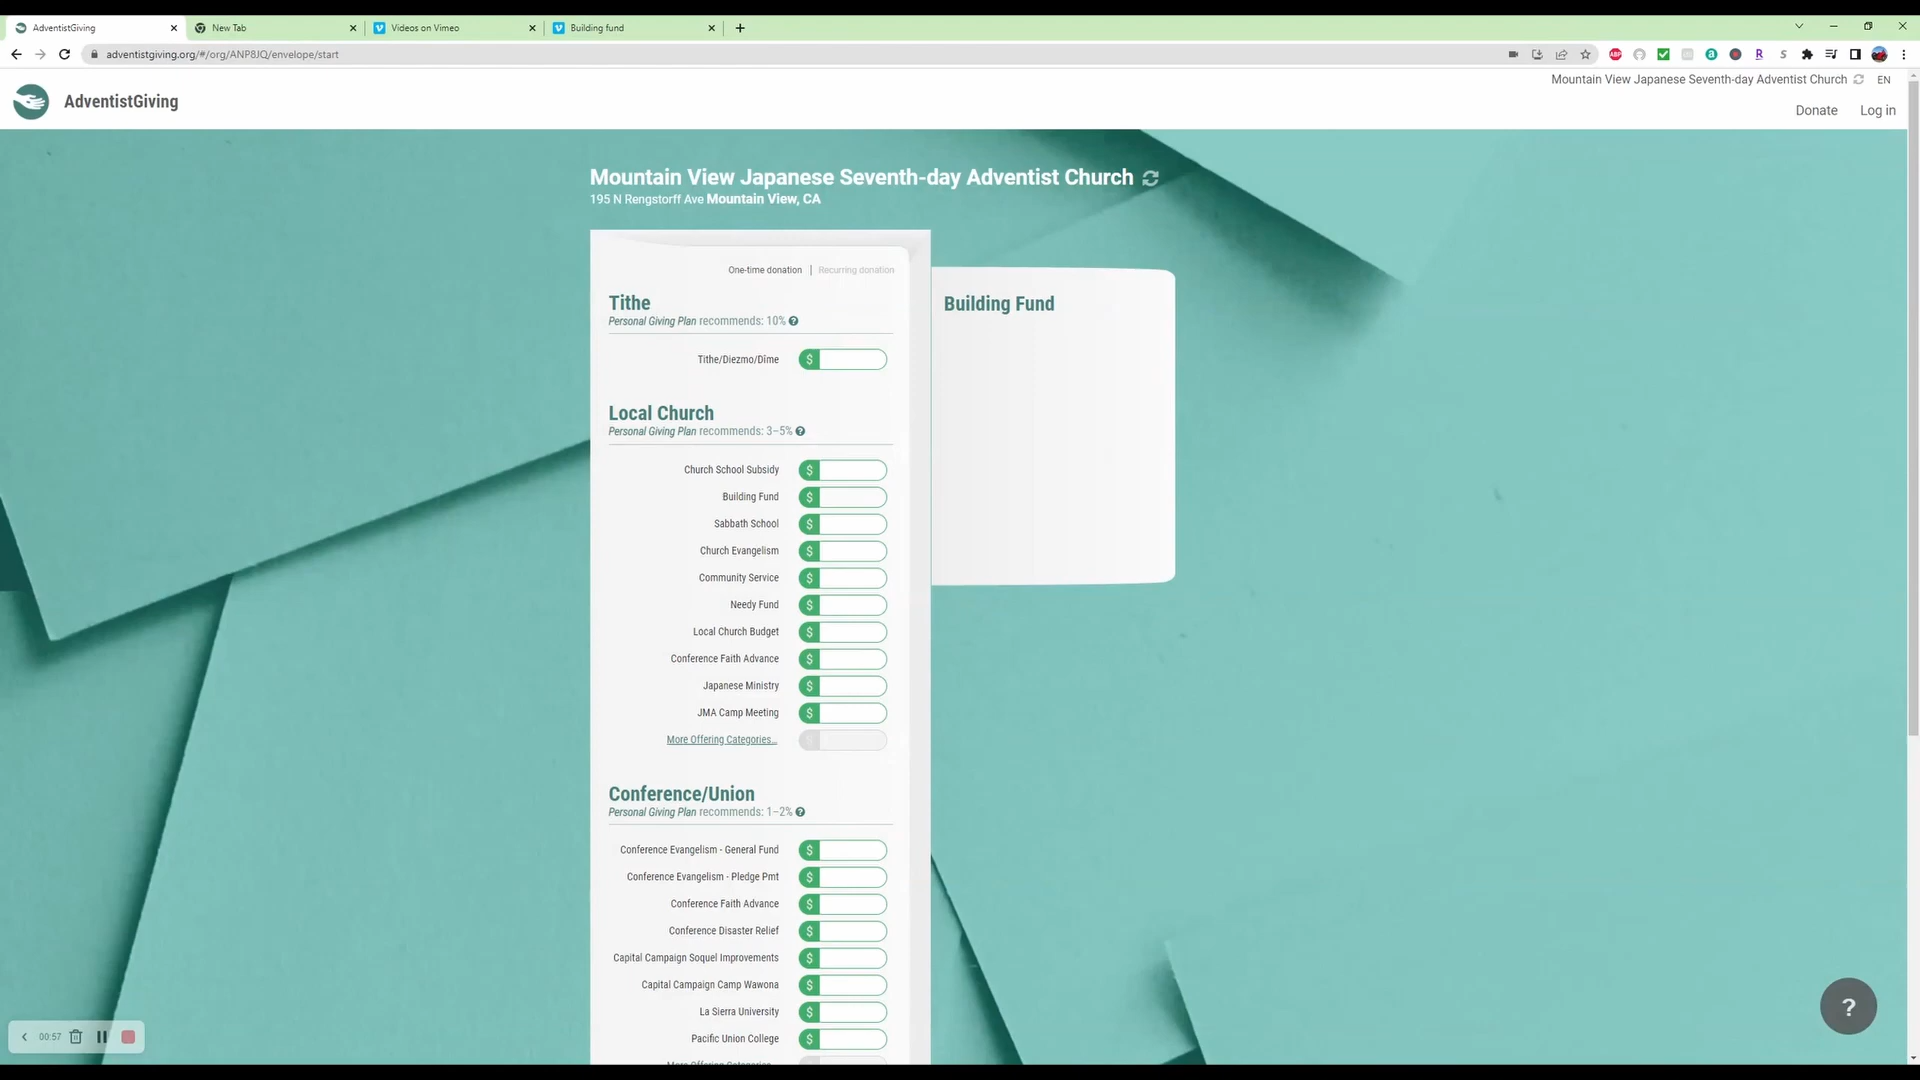 AdventistGiving
New Tab
Videos on Vimeo
Building fund
adventistgiving.org/#/org/ANP8JQ/envelope/start
Mountain View Japanese Seventh-day Adventist Church
EN
AdventistGiving
Donate
Log in
Mountain View Japanese Seventh-day Adventist Church
195 N Rengstorff Ave Mountain View, CA
One-time donation | Recurring donation
Tithe
Personal Giving Plan recommends: 10% ?
Tithe/Diezmo/Dîme $
Building Fund
Local Church
Personal Giving Plan recommends: 3–5% ?
Church School Subsidy $
Building Fund $
Sabbath School $
Church Evangelism $
Community Service $
Needy Fund $
Local Church Budget $
Conference Faith Advance $
Japanese Ministry $
JMA Camp Meeting $
More Offering Categories...
Conference/Union
Personal Giving Plan recommends: 1–2% ?
Conference Evangelism - General Fund $
Conference Evangelism - Pledge Pmt $
Conference Faith Advance $
Conference Disaster Relief $
Capital Campaign Soquel Improvements $
Capital Campaign Camp Wawona $
La Sierra University $
Pacific Union College $
More Offering Categories...
00:57
?